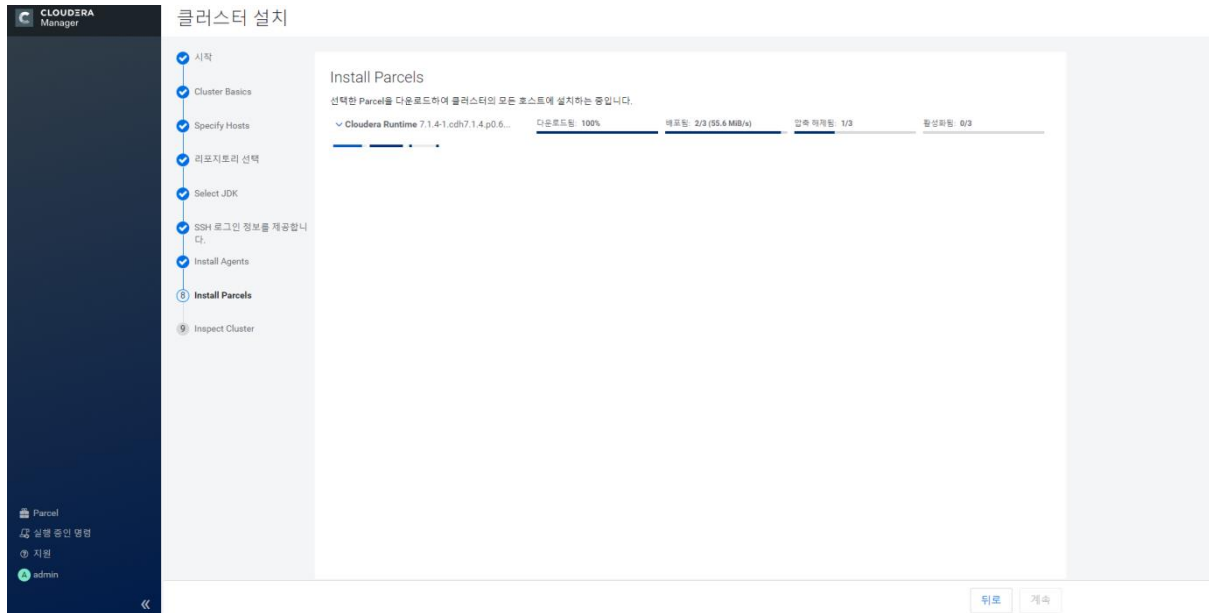 CLOUDERA
Manager
클러스터 설치
시작
Cluster Basics
Specify Hosts
리포지토리 선택
Select JDK
SSH 로그인 정보를 제공합니
다.
Install Agents
8 Install Parcels
9 Inspect Cluster
Install Parcels
선택한 Parcel을 다운로드하여 클러스터의 모든 호스트에 설치하는 중입니다.
Cloudera Runtime 7.1.4-1.cdh7.1.4.p0.6... 다운로드됨: 100% 배포됨: 2/3 (55.6 MiB/s) 압축 해제됨: 1/3 활성화됨: 0/3
Parcel
실행 중인 명령
지원
A admin
뒤로 계속